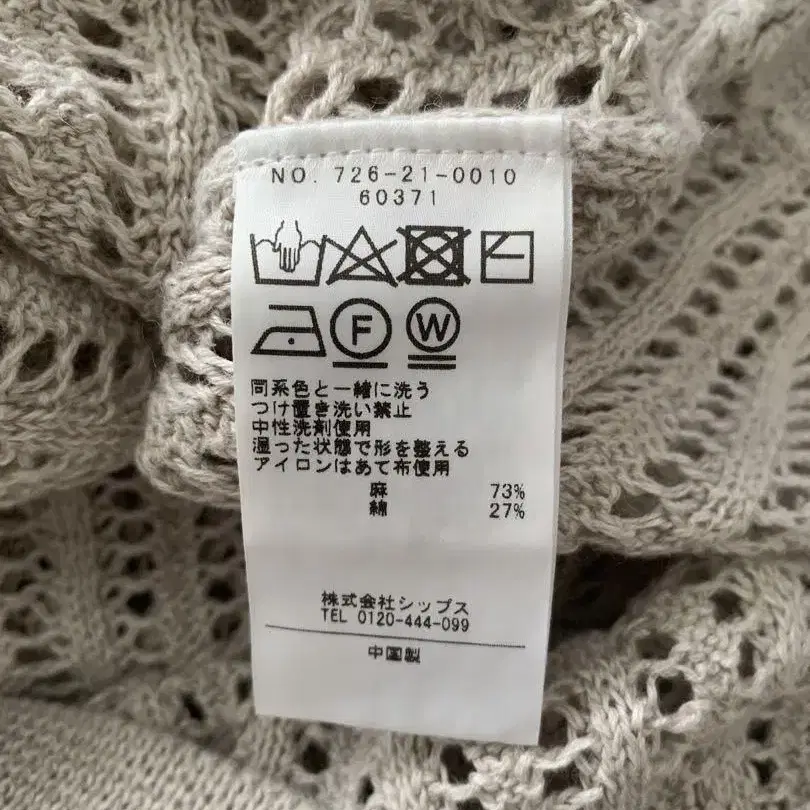 NO. 726-21-0010
60371
F W
同系色と一緒に洗う
つけ置き洗い禁止
中性洗剤使用
湿った状態で形を整える
アイロンはあて布使用
麻 73%
綿 27%
株式会社シップス
TEL 0120-444-099
中国製